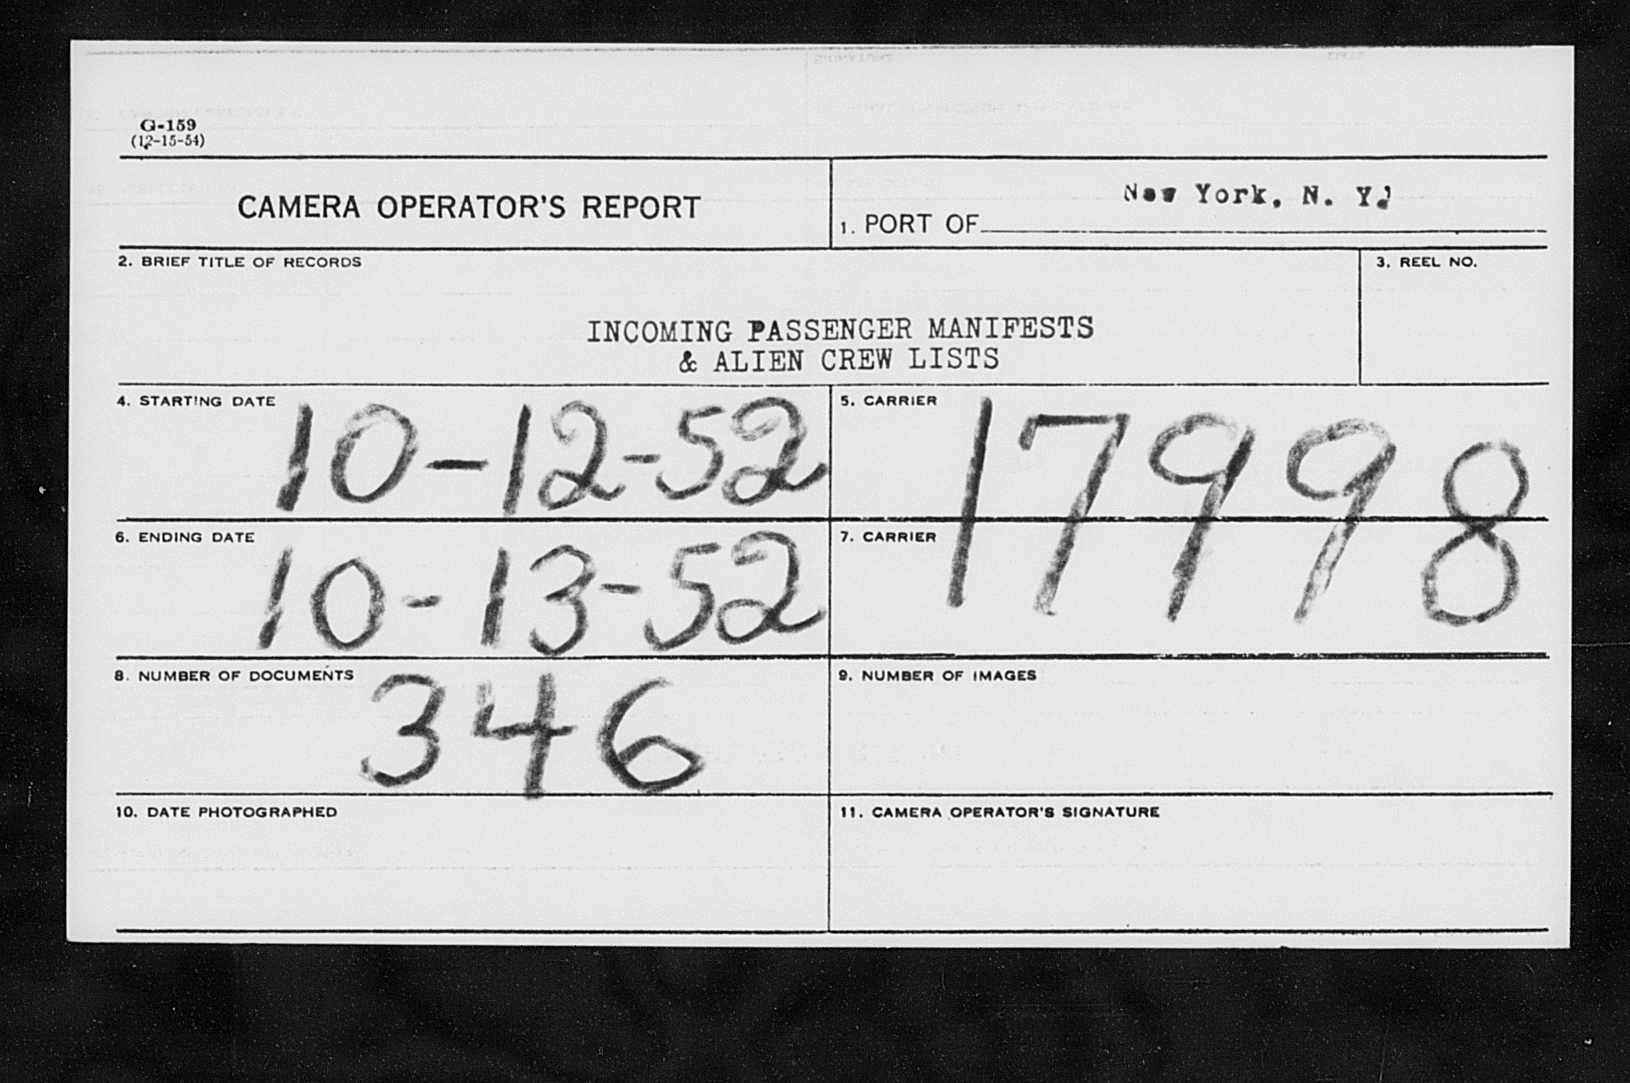 G-159
(12-15-54)
CAMERA OPERATOR'S REPORT
1. PORT OF New York, N. Y.
2. BRIEF TITLE OF RECORDS
3. REEL NO.
INCOMING PASSENGER MANIFESTS
& ALIEN CREW LISTS
4. STARTING DATE
10-12-52
5. CARRIER
17998
6. ENDING DATE
10-13-52
7. CARRIER
8. NUMBER OF DOCUMENTS
346
9. NUMBER OF IMAGES
10. DATE PHOTOGRAPHED
11. CAMERA OPERATOR'S SIGNATURE